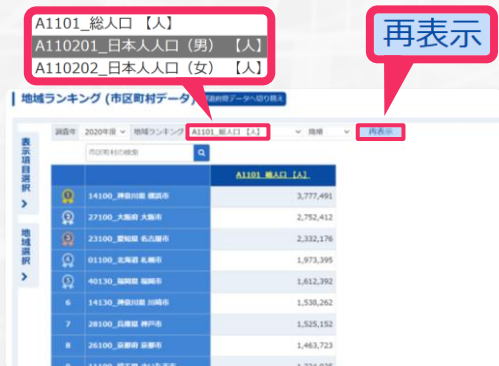 A1101_総人口 【人】
A110201_日本人人口（男） 【人】
A110202_日本人人口（女） 【人】
再表示
地域ランキング (市区町村データ)
調査年 2020年度 地域ランキング A1101_総人口 【人】 降順 再表示
市区町村の検索
表示項目選択
地域選択
A1101_総人口 【人】
14100_神奈川県 横浜市 3,777,491
27100_大阪府 大阪市 2,752,412
23100_愛知県 名古屋市 2,332,176
01100_北海道 札幌市 1,973,395
40130_福岡県 福岡市 1,612,392
6 14130_神奈川県 川崎市 1,538,262
7 28100_兵庫県 神戸市 1,525,152
8 26100_京都府 京都市 1,463,723